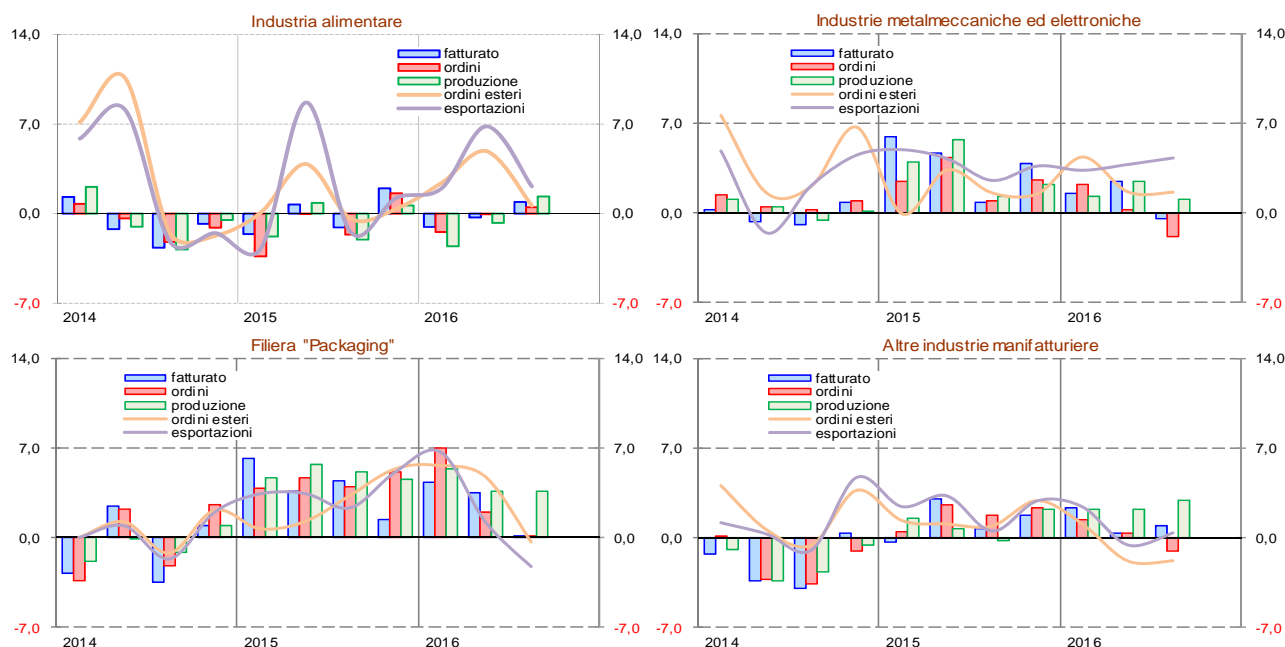 Industria alimentare
14,0
14,0
fatturato
ordini
produzione
ordini esteri
esportazioni
7,0
7,0
0,0
0,0
-7,0
-7,0
2014
2015
2016
Industrie metalmeccaniche ed elettroniche
14,0
14,0
fatturato
ordini
produzione
ordini esteri
esportazioni
7,0
7,0
0,0
0,0
-7,0
-7,0
2014
2015
2016
Filiera "Packaging"
14,0
14,0
fatturato
ordini
produzione
ordini esteri
esportazioni
7,0
7,0
0,0
0,0
-7,0
-7,0
2014
2015
2016
Altre industrie manifatturiere
14,0
14,0
fatturato
ordini
produzione
ordini esteri
esportazioni
7,0
7,0
0,0
0,0
-7,0
-7,0
2014
2015
2016